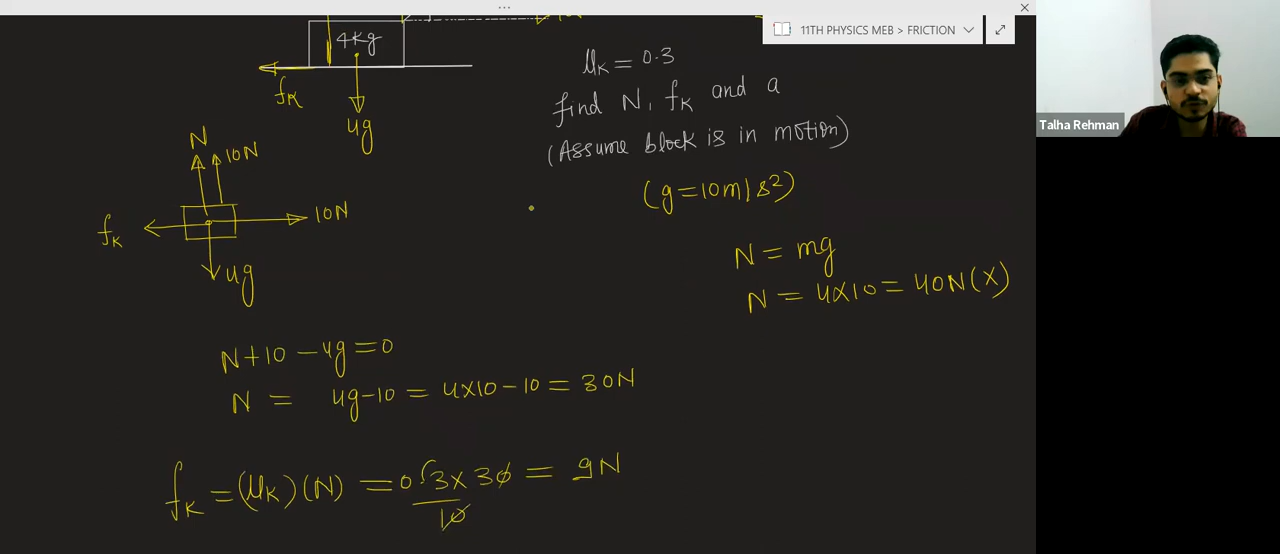 11TH PHYSICS MEB > FRICTION
Talha Rehman
4Kg
fK
4g
μK = 0.3
find N, fK and a
(Assume block is in motion)
(g=10m/s²)
N
10N
10N
fK
4g
N = mg
N = 4×10 = 40N(X)
N+10 - 4g = 0
N = 4g-10 = 4×10 - 10 = 30N
fK = (μK)(N) = 0.3× 30 = 9N
10